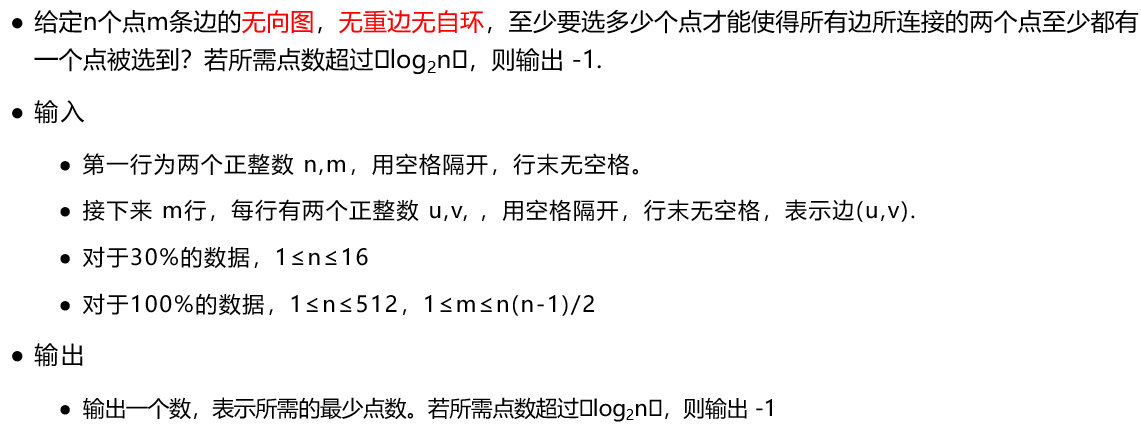 ● 给定n个点m条边的无向图，无重边无自环，至少要选多少个点才能使得所有边所连接的两个点至少都有
一个点被选到？若所需点数超过▯log₂n▯，则输出 -1.
● 输入
● 第一行为两个正整数 n,m，用空格隔开，行末无空格。
● 接下来 m行，每行有两个正整数 u,v, ，用空格隔开，行末无空格，表示边(u,v).
● 对于30%的数据，1≤n≤16
● 对于100%的数据，1≤n≤512，1≤m≤n(n-1)/2
● 输出
● 输出一个数，表示所需的最少点数。若所需点数超过▯log₂n▯，则输出 -1